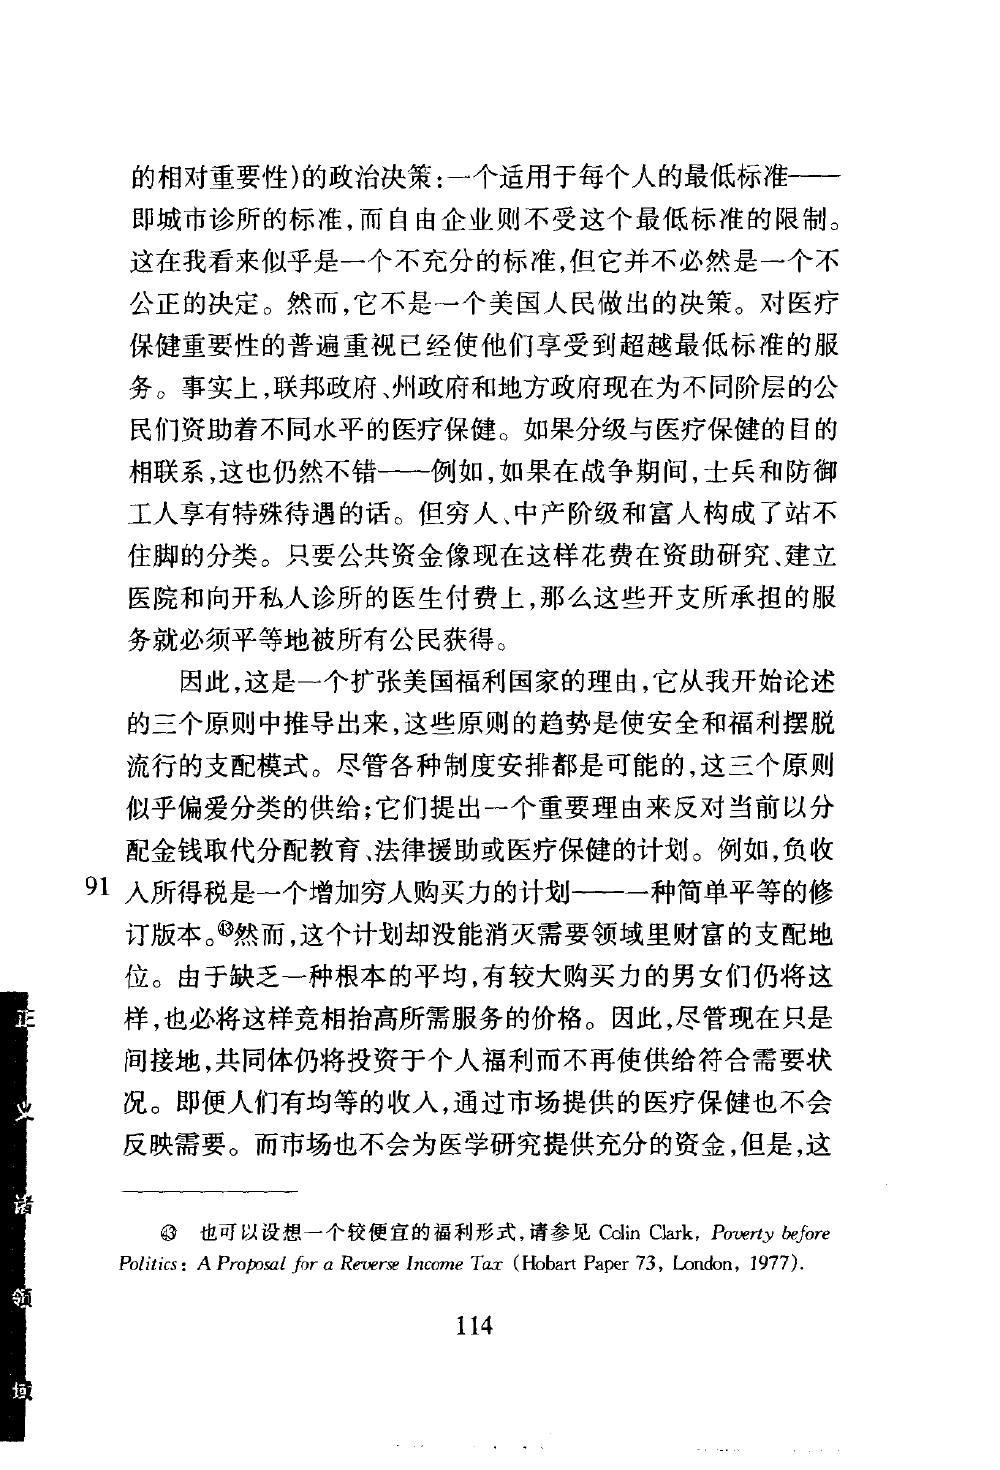 的相对重要性)的政治决策:一个适用于每个人的最低标准——
即城市诊所的标准,而自由企业则不受这个最低标准的限制。
这在我看来似乎是一个不充分的标准,但它并不必然是一个不
公正的决定。然而,它不是一个美国人民做出的决策。对医疗
保健重要性的普遍重视已经使他们享受到超越最低标准的服
务。事实上,联邦政府、州政府和地方政府现在为不同阶层的公
民们资助着不同水平的医疗保健。如果分级与医疗保健的目的
相联系,这也仍然不错——例如,如果在战争期间,士兵和防御
工人享有特殊待遇的话。但穷人、中产阶级和富人构成了站不
住脚的分类。只要公共资金像现在这样花费在资助研究、建立
医院和向开私人诊所的医生付费上,那么这些开支所承担的服
务就必须平等地被所有公民获得。
因此,这是一个扩张美国福利国家的理由,它从我开始论述
的三个原则中推导出来,这些原则的趋势是使安全和福利摆脱
流行的支配模式。尽管各种制度安排都是可能的,这三个原则
似乎偏爱分类的供给;它们提出一个重要理由来反对当前以分
配金钱取代分配教育、法律援助或医疗保健的计划。例如,负收
91 入所得税是一个增加穷人购买力的计划——一种简单平等的修
订版本。㊸然而,这个计划却没能消灭需要领域里财富的支配地
位。由于缺乏一种根本的平均,有较大购买力的男女们仍将这
样,也必将这样竞相抬高所需服务的价格。因此,尽管现在只是
间接地,共同体仍将投资于个人福利而不再使供给符合需要状
况。即便人们有均等的收入,通过市场提供的医疗保健也不会
反映需要。而市场也不会为医学研究提供充分的资金,但是,这
㊸ 也可以设想一个较便宜的福利形式,请参见 Colin Clark, Poverty before
Politics: A Proposal for a Reverse Income Tax (Hobart Paper 73, London, 1977).
114
正义诸领域